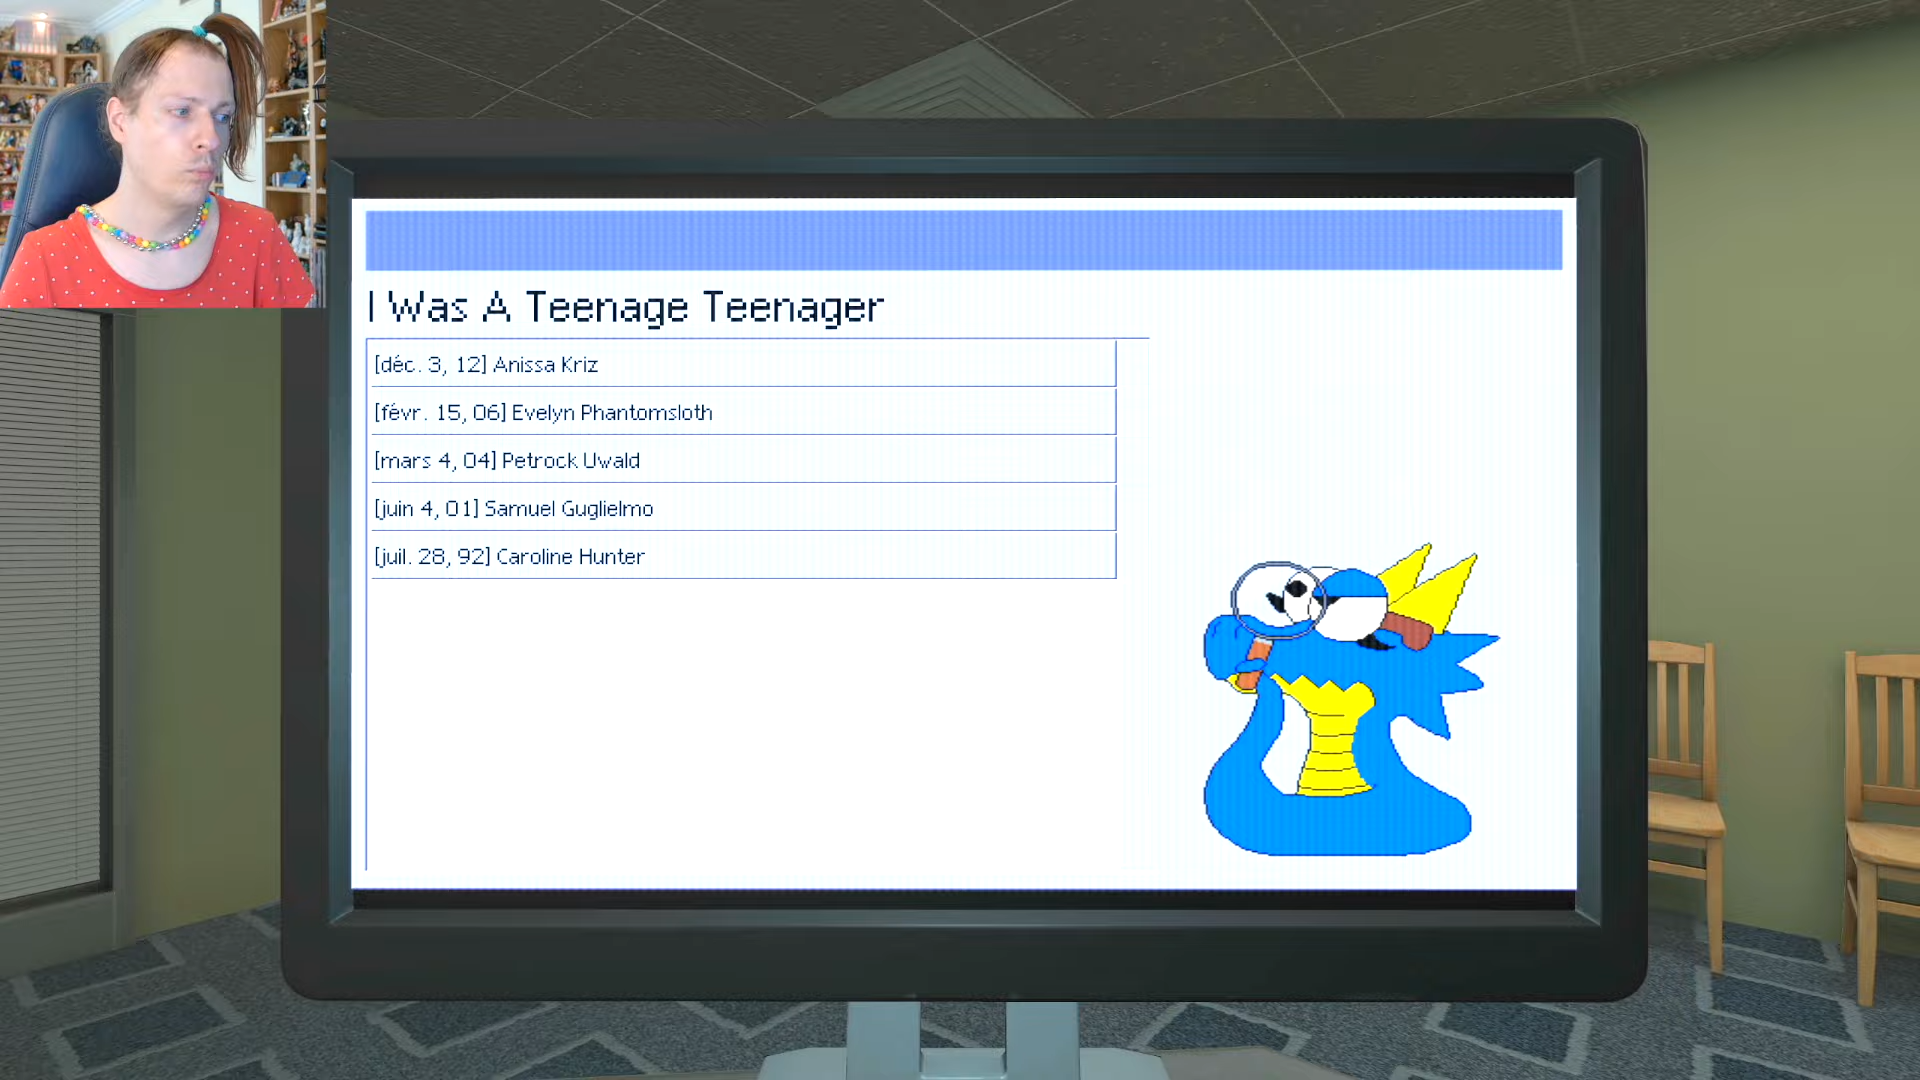 I Was A Teenage Teenager
[déc. 3, 12] Anissa Kriz
[févr. 15, 06] Evelyn Phantomsloth
[mars 4, 04] Petrock Uwald
[juin 4, 01] Samuel Guglielmo
[juil. 28, 92] Caroline Hunter